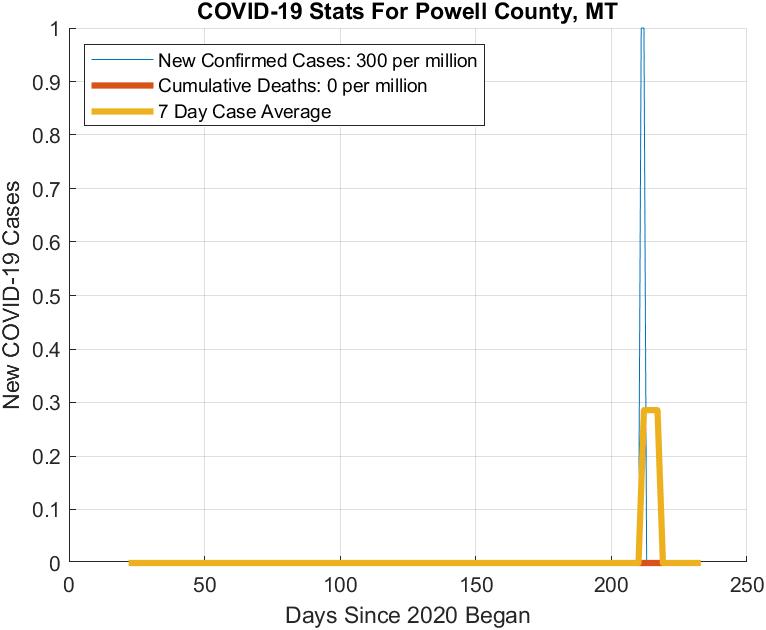 COVID-19 Stats For Powell County, MT
New Confirmed Cases: 300 per million
Cumulative Deaths: 0 per million
7 Day Case Average
New COVID-19 Cases
1
0.9
0.8
0.7
0.6
0.5
0.4
0.3
0.2
0.1
0
0 50 100 150 200 250
Days Since 2020 Began